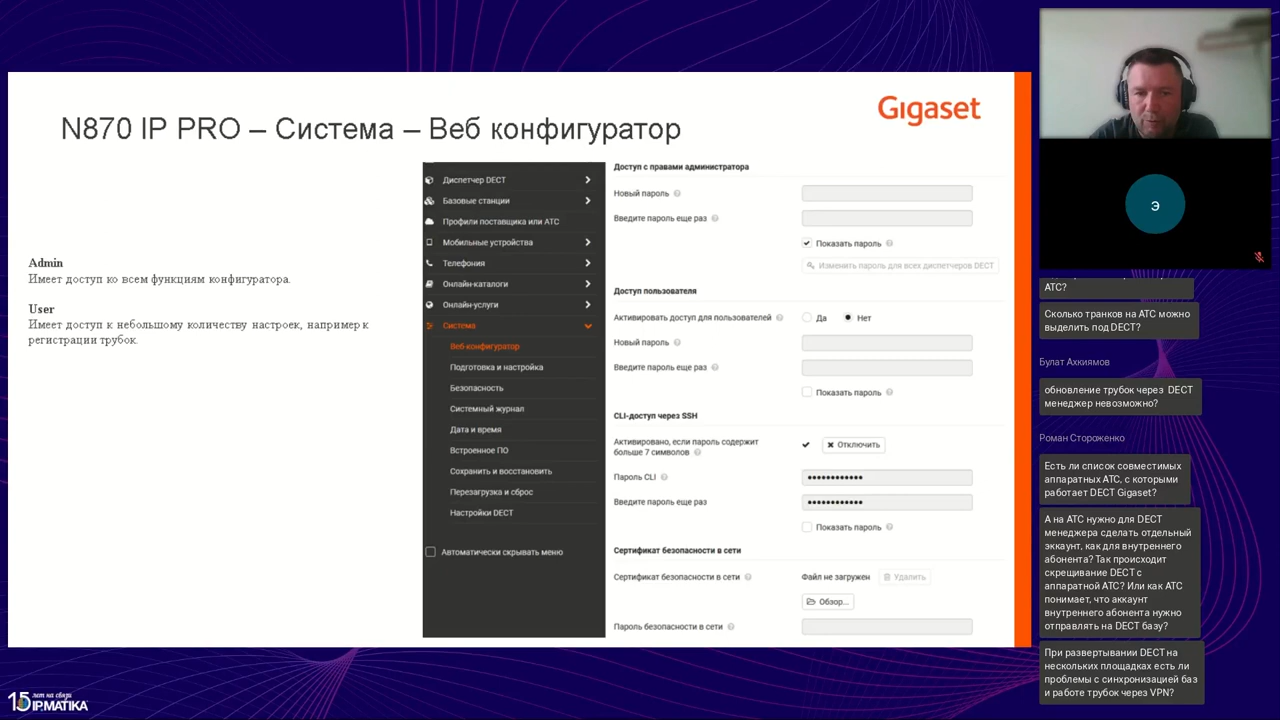 N870 IP PRO – Система – Веб конфигуратор
Gigaset
Admin
Имеет доступ ко всем функциям конфигуратора.
User
Имеет доступ к небольшому количеству настроек, например к
регистрации трубок.
Диспетчер DECT
Базовые станции
Профили поставщика или АТС
Мобильные устройства
Телефония
Онлайн-каталоги
Онлайн-услуги
Система
Веб-конфигуратор
Подготовка и настройка
Безопасность
Системный журнал
Дата и время
Встроенное ПО
Сохранить и восстановить
Перезагрузка и сброс
Настройки DECT
Автоматически скрывать меню
Доступ с правами администратора
Новый пароль
Введите пароль еще раз
Показать пароль
Изменить пароль для всех диспетчеров DECT
Доступ пользователя
Активировать доступ для пользователей
Да
Нет
Новый пароль
Введите пароль еще раз
Показать пароль
CLI-доступ через SSH
Активировано, если пароль содержит
больше 7 символов
Отключить
Пароль CLI
Введите пароль еще раз
Показать пароль
Сертификат безопасности в сети
Сертификат безопасности в сети
Файл не загружен
Удалить
Обзор...
Пароль безопасности в сети
15 лет на связи
IPMATIKA
э
АТС?
Сколько транков на АТС можно
выделить под DECT?
Булат Ахкиямов
обновление трубок через DECT
менеджер невозможно?
Роман Стороженко
Есть ли список совместимых
аппаратных АТС, с которыми
работает DECT Gigaset?
А на АТС нужно для DECT
менеджера сделать отдельный
эккаунт, как для внутреннего
абонента? Так происходит
скрещивание DECT с
аппаратной АТС? Или как АТС
понимает, что аккаунт
внутреннего абонента нужно
отправлять на DECT базу?
При развертывании DECT на
нескольких площадках есть ли
проблемы с синхронизацией баз
и работе трубок через VPN?